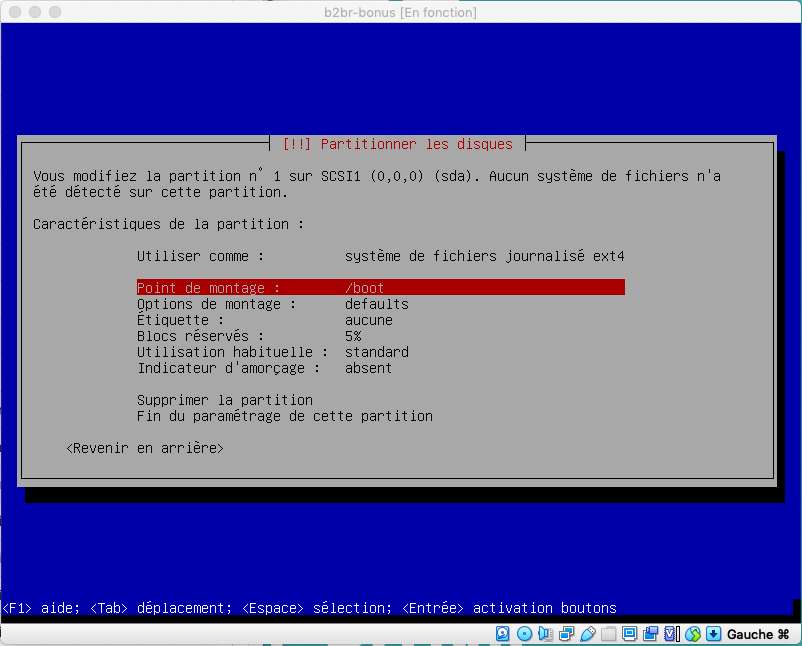 b2br-bonus [En fonction]
[!!] Partitionner les disques
Vous modifiez la partition n° 1 sur SCSI1 (0,0,0) (sda). Aucun système de fichiers n'a
été détecté sur cette partition.
Caractéristiques de la partition :
Utiliser comme : système de fichiers journalisé ext4
Point de montage : /boot
Options de montage : defaults
Étiquette : aucune
Blocs réservés : 5%
Utilisation habituelle : standard
Indicateur d'amorçage : absent
Supprimer la partition
Fin du paramétrage de cette partition
<Revenir en arrière>
<F1> aide; <Tab> déplacement; <Espace> sélection; <Entrée> activation boutons
Gauche ⌘